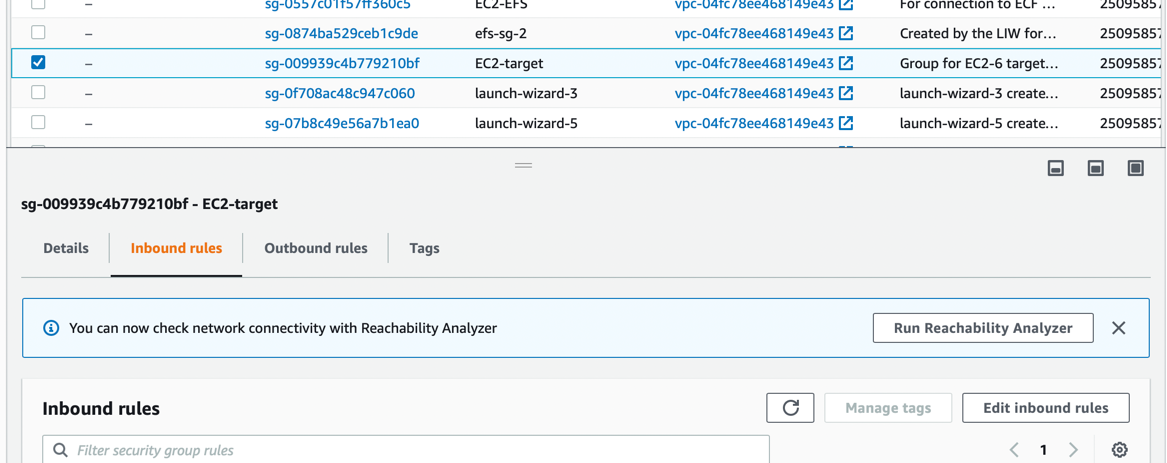 – sg-0557c01f57ff360c5 EC2-EFS vpc-04fc78ee468149e43 For connection to ECF ... 25095857
– sg-0874ba529ceb1c9de efs-sg-2 vpc-04fc78ee468149e43 Created by the LIW for... 25095857
– sg-009939c4b779210bf EC2-target vpc-04fc78ee468149e43 Group for EC2-6 target... 25095857
– sg-0f708ac48c947c060 launch-wizard-3 vpc-04fc78ee468149e43 launch-wizard-3 create... 25095857
– sg-07b8c49e56a7b1ea0 launch-wizard-5 vpc-04fc78ee468149e43 launch-wizard-5 create... 25095857
sg-009939c4b779210bf - EC2-target
Details Inbound rules Outbound rules Tags
You can now check network connectivity with Reachability Analyzer Run Reachability Analyzer
Inbound rules Manage tags Edit inbound rules
Filter security group rules 1